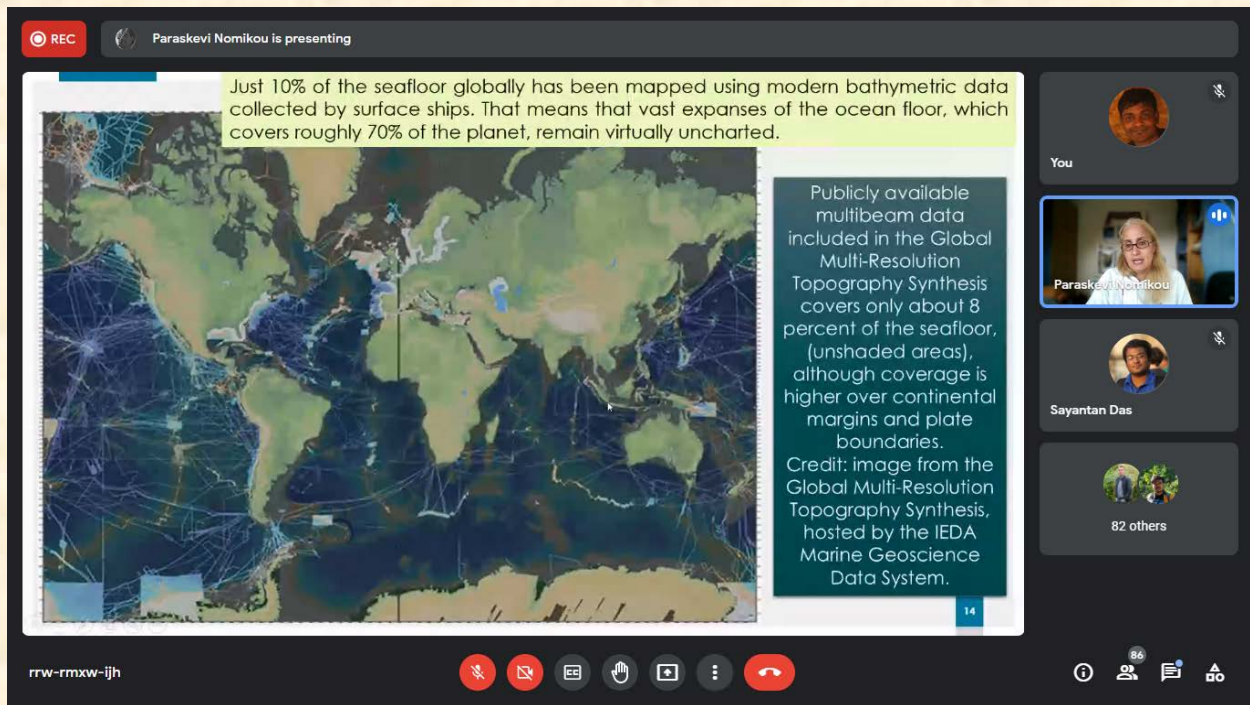 REC
Paraskevi Nomikou is presenting
Just 10% of the seafloor globally has been mapped using modern bathymetric data
collected by surface ships. That means that vast expanses of the ocean floor, which
covers roughly 70% of the planet, remain virtually uncharted.
Publicly available
multibeam data
included in the Global
Multi-Resolution
Topography Synthesis
covers only about 8
percent of the seafloor,
(unshaded areas),
although coverage is
higher over continental
margins and plate
boundaries.
Credit: image from the
Global Multi-Resolution
Topography Synthesis,
hosted by the IEDA
Marine Geoscience
Data System.
14
You
Paraskevi Nomikou
Sayantan Das
82 others
rrw-rmxw-ijh
CC
86